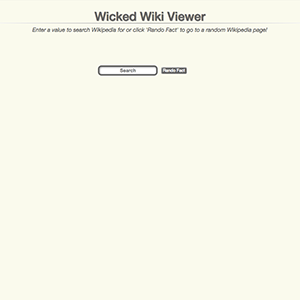 Wicked Wiki Viewer
Enter a value to search Wikipedia for or click 'Rando Fact' to go to a random Wikipedia page!
Search Rando Fact